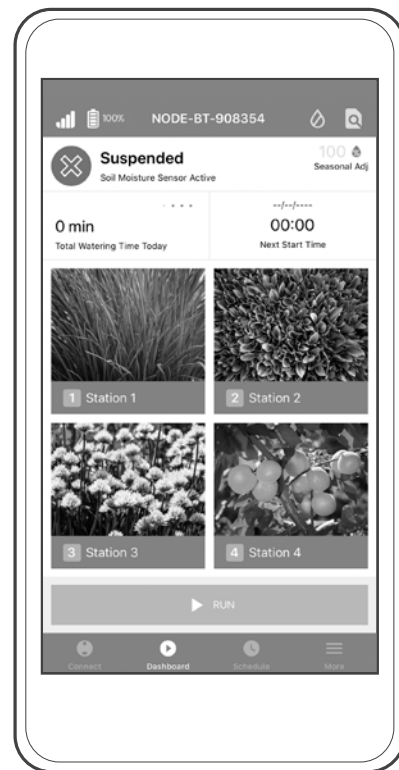 100% NODE-BT-908354
Suspended
Soil Moisture Sensor Active
100
Seasonal Adj
0 min
Total Watering Time Today
--/--/----
00:00
Next Start Time
1 Station 1
2 Station 2
3 Station 3
4 Station 4
RUN
Connect
Dashboard
Schedule
More